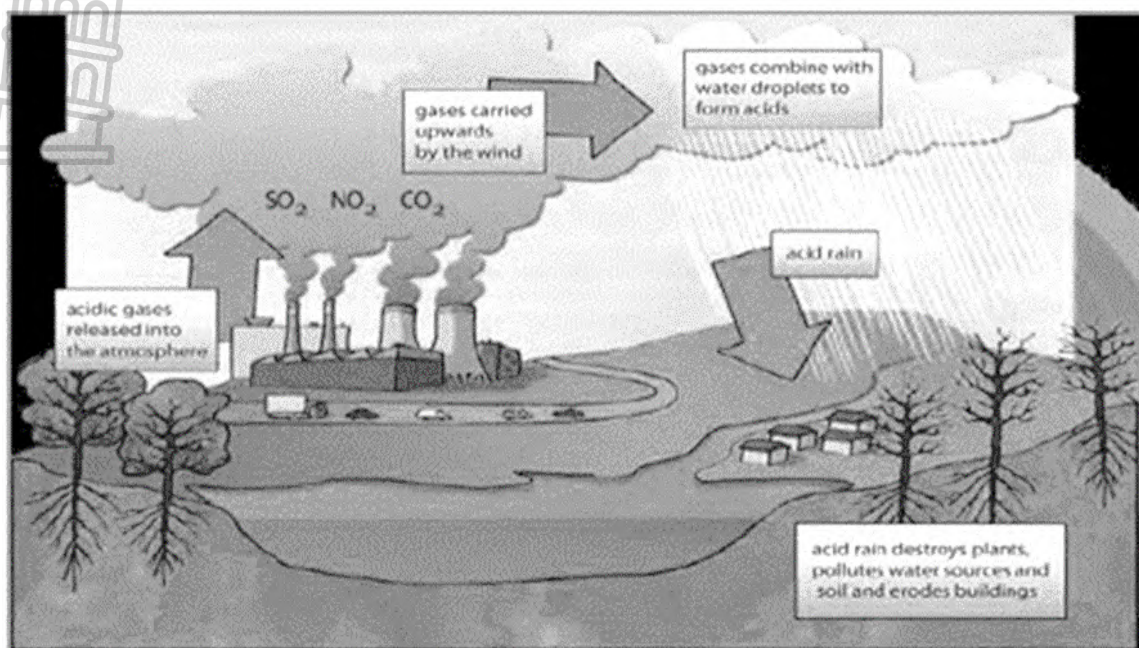 gases combine with
water droplets to
form acids
gases carried
upwards
by the wind
SO₂ NO₂ CO₂
acid rain
acidic gases
released into
the atmosphere
acid rain destroys plants,
pollutes water sources and
soil and erodes buildings